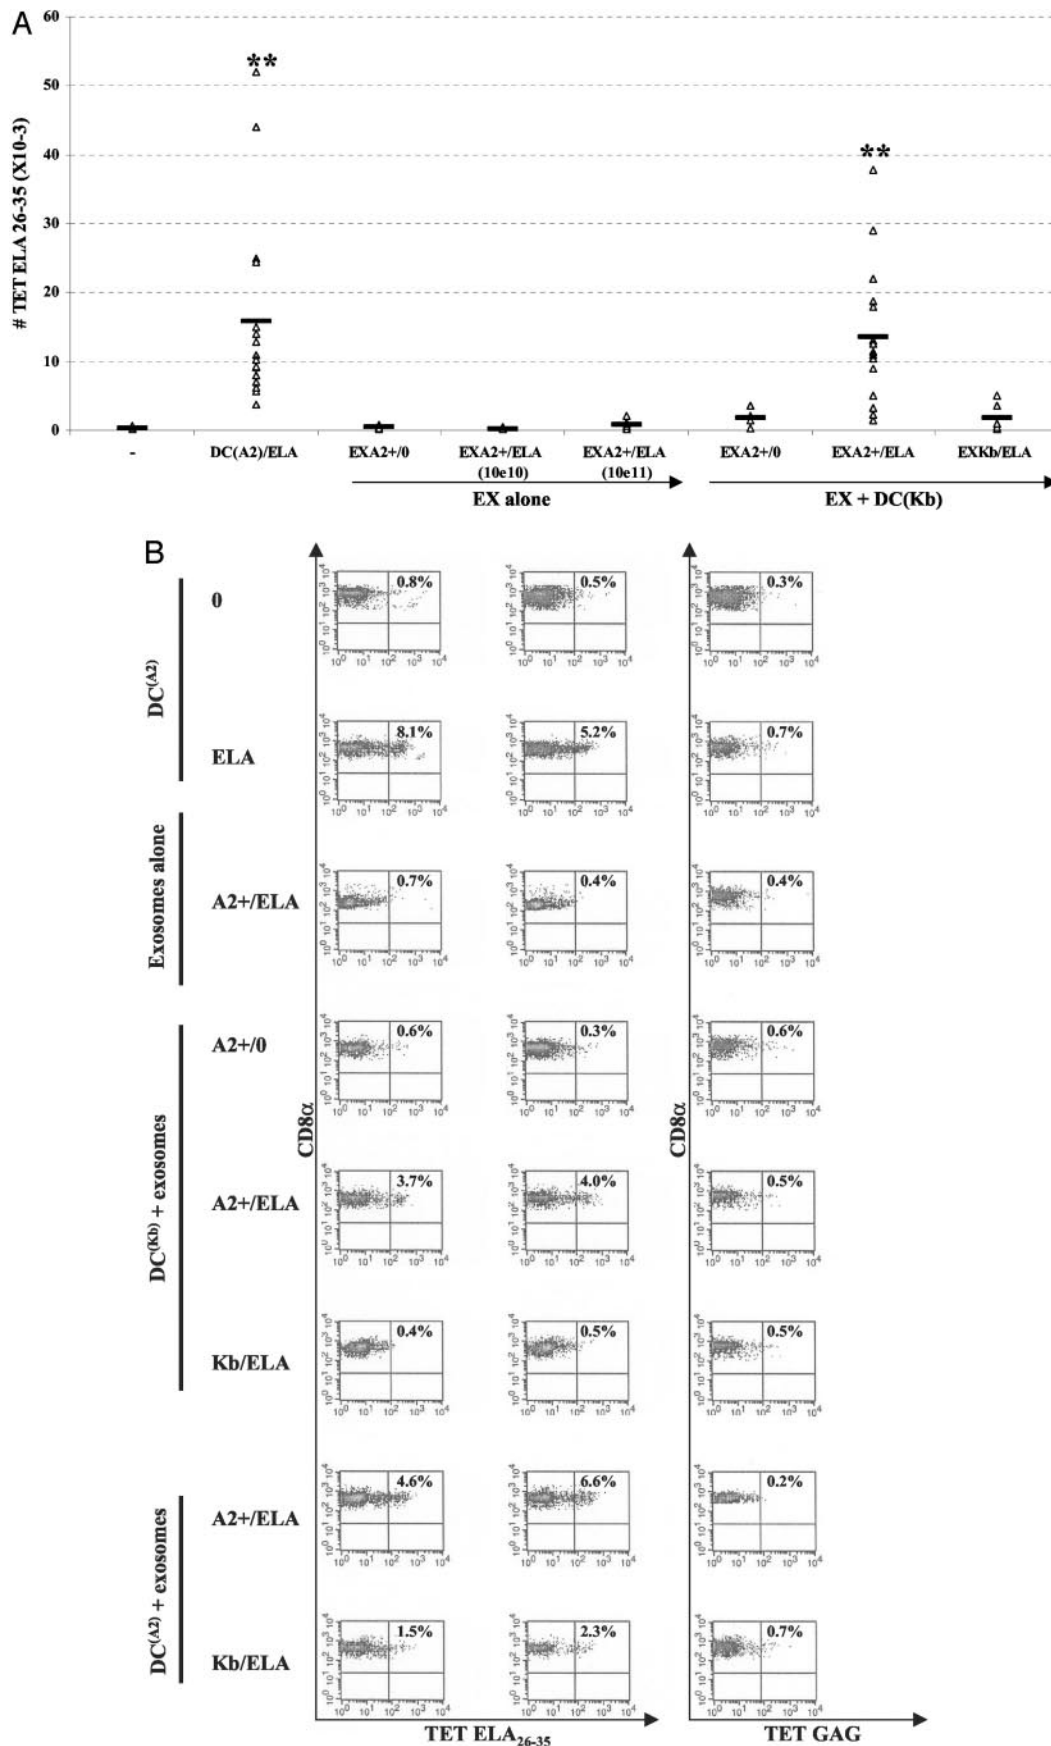 A
# TET ELA 26-35 (X10-3)
60
50
40
30
20
10
0
**
**
-
DC(A2)/ELA
EXA2+/0
EXA2+/ELA
(10e10)
EXA2+/ELA
(10e11)
EXA2+/0
EXA2+/ELA
EXKb/ELA
EX alone
EX + DC(Kb)
B
DC(A2)
0
0.8%
0.5%
0.3%
ELA
8.1%
5.2%
0.7%
Exosomes alone
A2+/ELA
0.7%
0.4%
0.4%
DC(Kb) + exosomes
A2+/0
0.6%
0.3%
0.6%
A2+/ELA
3.7%
4.0%
0.5%
Kb/ELA
0.4%
0.5%
0.5%
DC(A2) + exosomes
A2+/ELA
4.6%
6.6%
0.2%
Kb/ELA
1.5%
2.3%
0.7%
CD8α
CD8α
TET ELA26-35
TET GAG